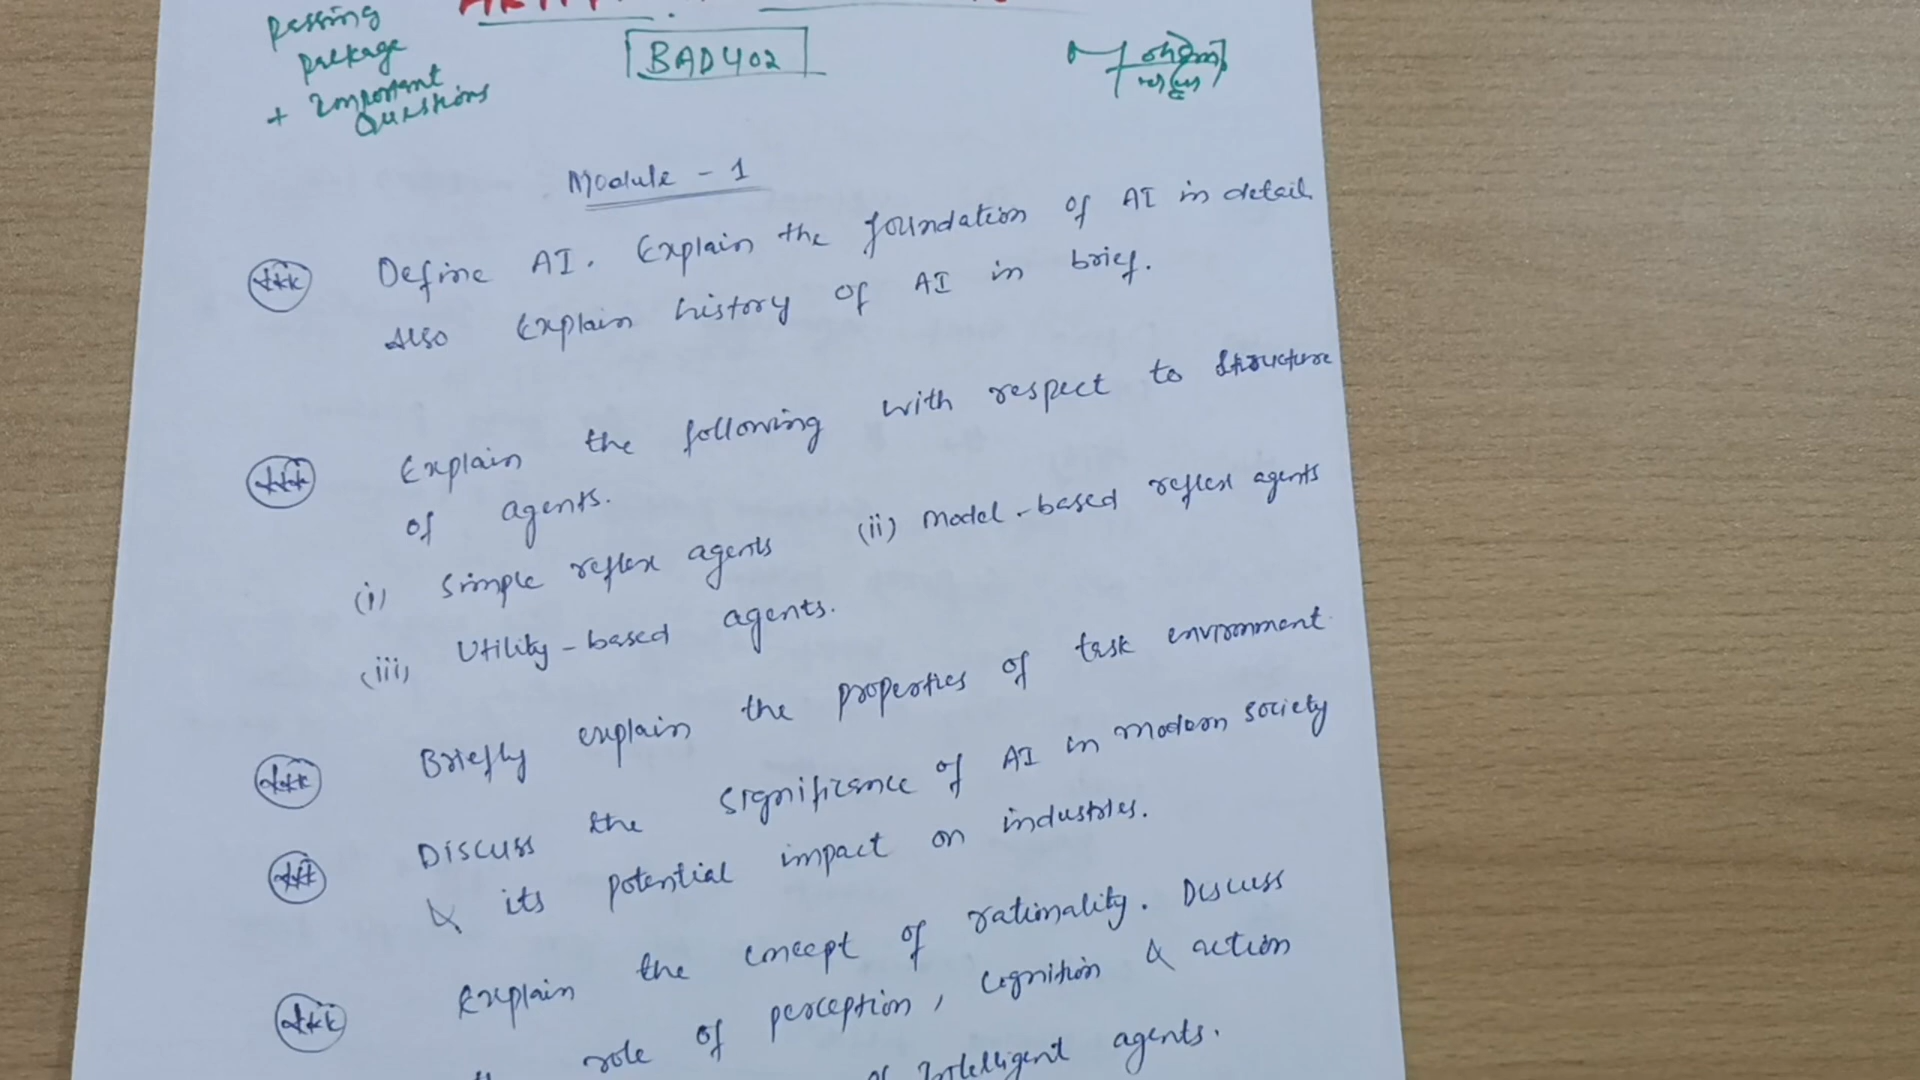 Passing
package
+ Important
Questions
BAD402
Module - 1
*** Define AI. Explain the foundation of AI in detail.
Also Explain history of AI in brief.
*** Explain the following with respect to structure
of agents.
(i) Simple reflex agents (ii) Model-based reflex agents
(iii) Utility-based agents.
*** Briefly explain the properties of task environment.
*** Discuss the significance of AI in modern society
& its potential impact on industries.
*** Explain the concept of rationality. Discuss
role of perception, cognition & action
of Intelligent agents.